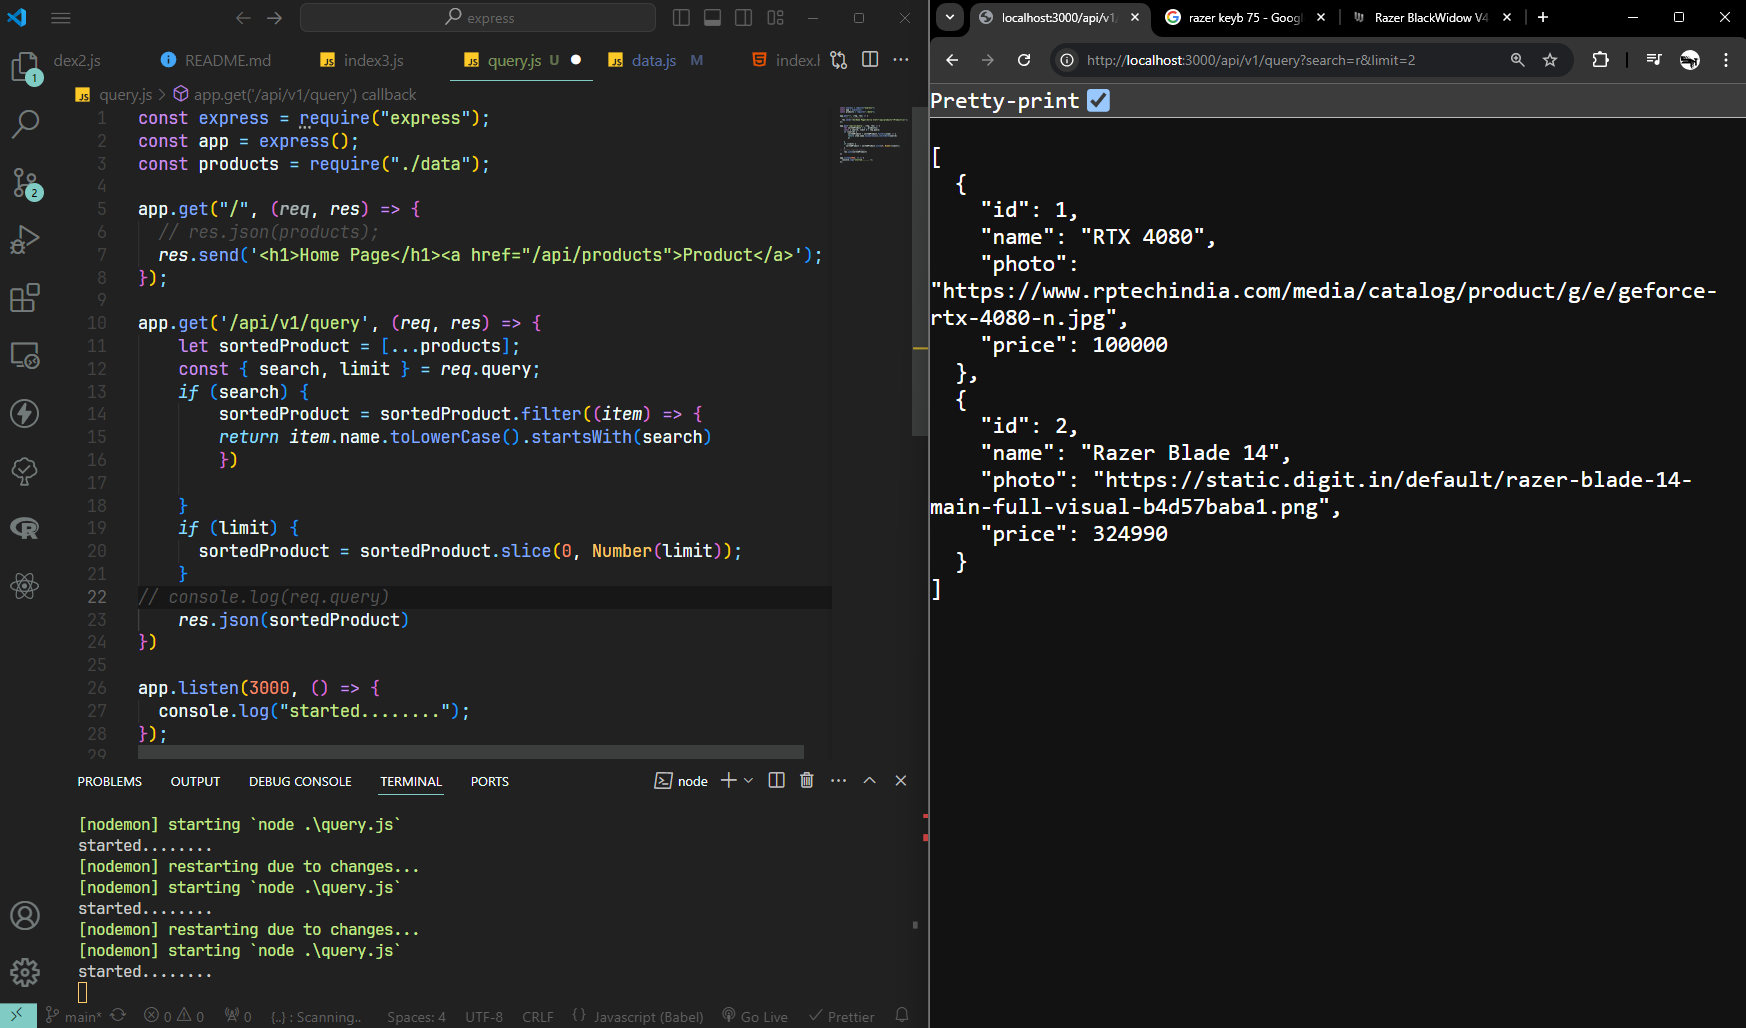 express
dex2.js
README.md
index3.js
query.js U
data.js M
index.h
query.js > app.get('/api/v1/query') callback
1 const express = require("express");
2 const app = express();
3 const products = require("./data");
4
5 app.get("/", (req, res) => {
6 // res.json(products);
7 res.send('<h1>Home Page</h1><a href="/api/products">Product</a>');
8 });
9
10 app.get('/api/v1/query', (req, res) => {
11 let sortedProduct = [...products];
12 const { search, limit } = req.query;
13 if (search) {
14 sortedProduct = sortedProduct.filter((item) => {
15 return item.name.toLowerCase().startsWith(search)
16 })
17
18 }
19 if (limit) {
20 sortedProduct = sortedProduct.slice(0, Number(limit));
21 }
22 // console.log(req.query)
23 res.json(sortedProduct)
24 })
25
26 app.listen(3000, () => {
27 console.log("started........");
28 });
29
PROBLEMS OUTPUT DEBUG CONSOLE TERMINAL PORTS
node
[nodemon] starting `node .\query.js`
started........
[nodemon] restarting due to changes...
[nodemon] starting `node .\query.js`
started........
[nodemon] restarting due to changes...
[nodemon] starting `node .\query.js`
started........
1
2
main*
0
0
0
{..} : Scanning..
Spaces: 4
UTF-8
CRLF
{} Javascript (Babel)
Go Live
Prettier
localhost:3000/api/v1/
razer keyb 75 - Goog
Razer BlackWidow V4
http://localhost:3000/api/v1/query?search=r&limit=2
Pretty-print
[
{
"id": 1,
"name": "RTX 4080",
"photo":
"https://www.rptechindia.com/media/catalog/product/g/e/geforce-
rtx-4080-n.jpg",
"price": 100000
},
{
"id": 2,
"name": "Razer Blade 14",
"photo": "https://static.digit.in/default/razer-blade-14-
main-full-visual-b4d57baba1.png",
"price": 324990
}
]